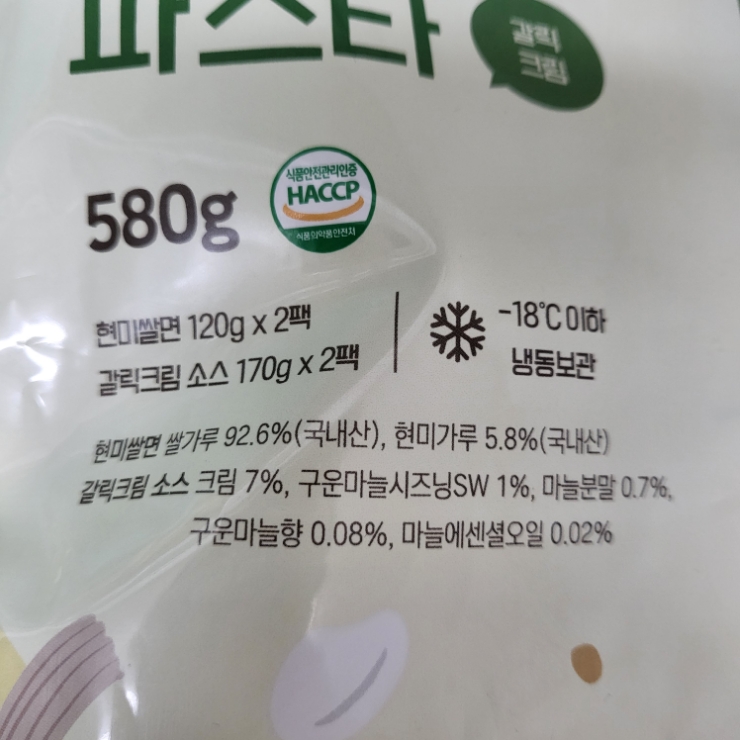 파스타
갈릭
크림
580g
식품안전관리인증
HACCP
식품의약품안전처
현미쌀면 120g x 2팩
갈릭크림 소스 170g x 2팩
-18℃ 이하
냉동보관
현미쌀면 쌀가루 92.6%(국내산), 현미가루 5.8%(국내산)
갈릭크림 소스 크림 7%, 구운마늘시즈닝SW 1%, 마늘분말 0.7%,
구운마늘향 0.08%, 마늘에센셜오일 0.02%